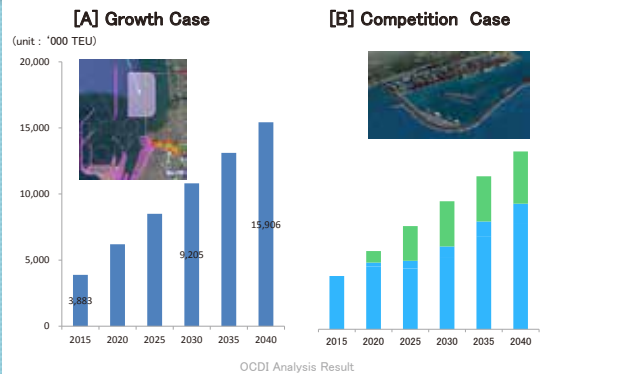 [A] Growth Case
[B] Competition Case
(unit : ‘000 TEU)
20,000
15,000
10,000
5,000
0
3,883
9,205
15,906
2015 2020 2025 2030 2035 2040
2015 2020 2025 2030 2035 2040
OCDI Analysis Result